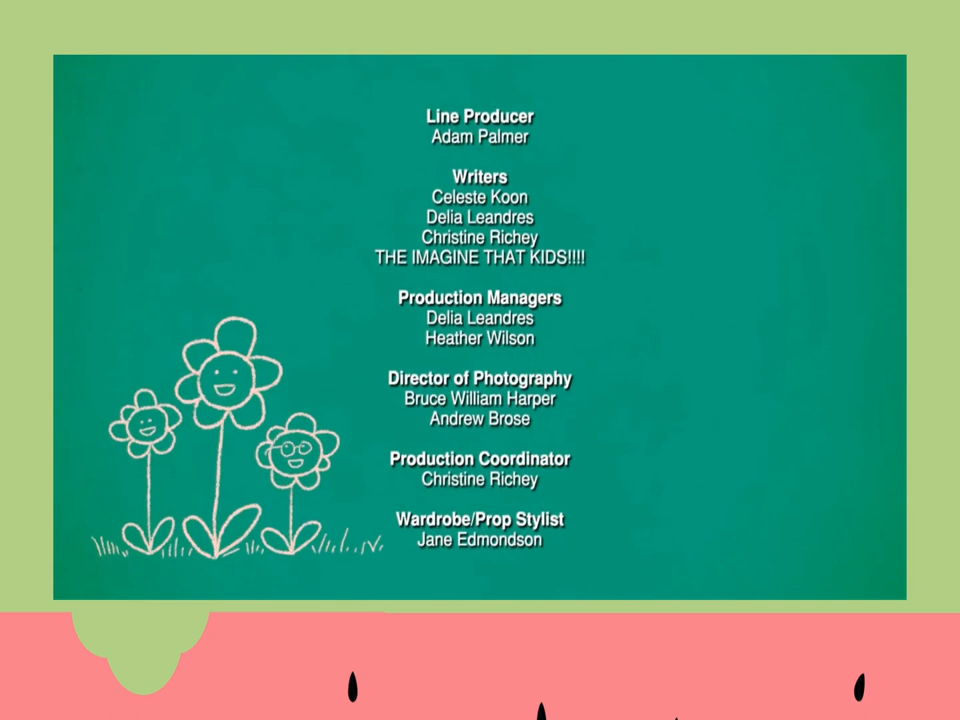 Line Producer
Adam Palmer
Writers
Celeste Koon
Delia Leandres
Christine Richey
THE IMAGINE THAT KIDS!!!!
Production Managers
Delia Leandres
Heather Wilson
Director of Photography
Bruce William Harper
Andrew Brose
Production Coordinator
Christine Richey
Wardrobe/Prop Stylist
Jane Edmondson